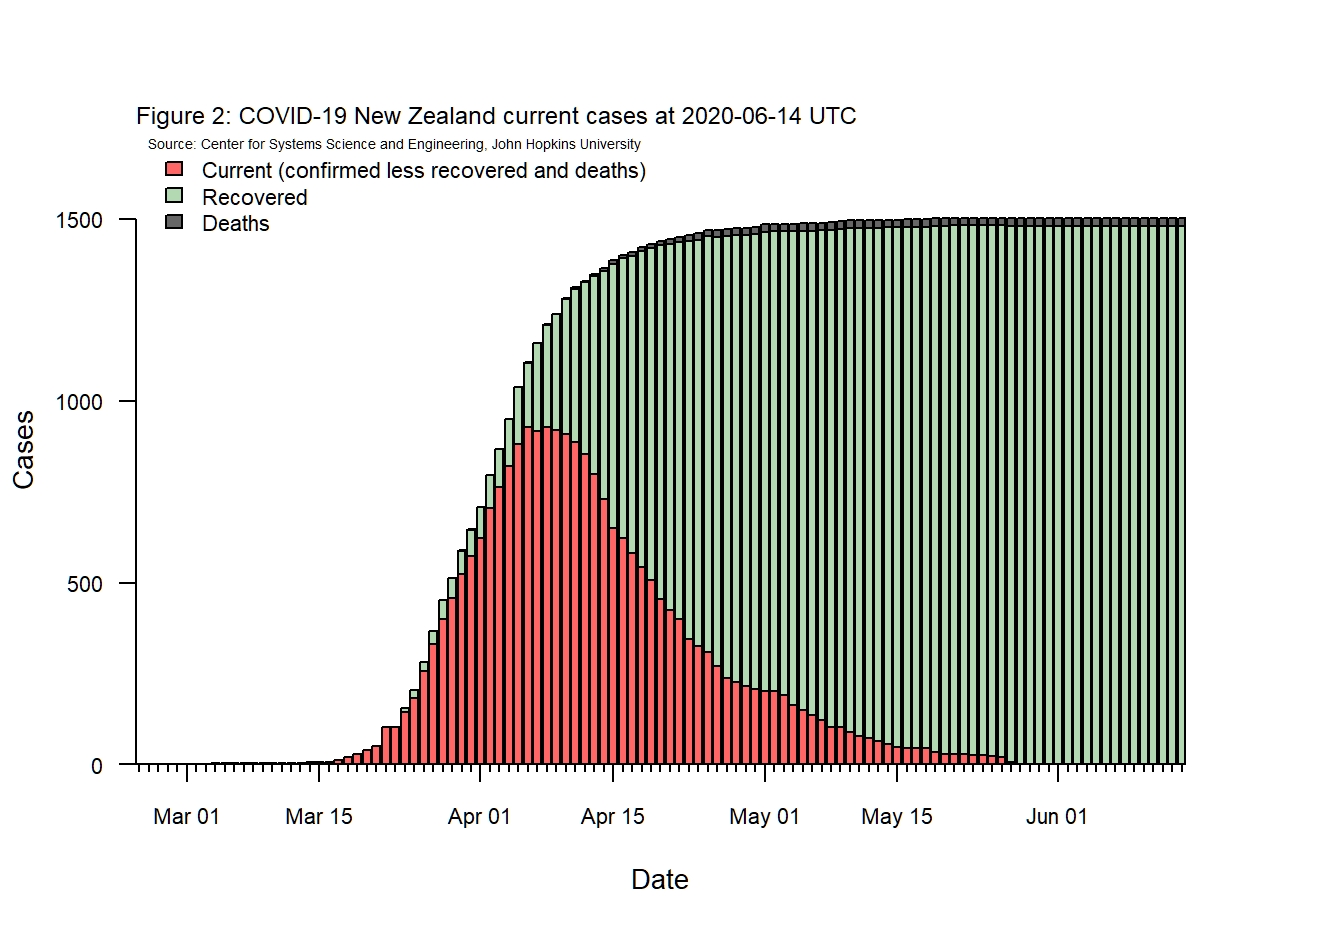 Figure 2: COVID-19 New Zealand current cases at 2020-06-14 UTC
Source: Center for Systems Science and Engineering, John Hopkins University
Current (confirmed less recovered and deaths)
Recovered
Deaths
1500
1000
500
0
Cases
Mar 01 Mar 15 Apr 01 Apr 15 May 01 May 15 Jun 01
Date